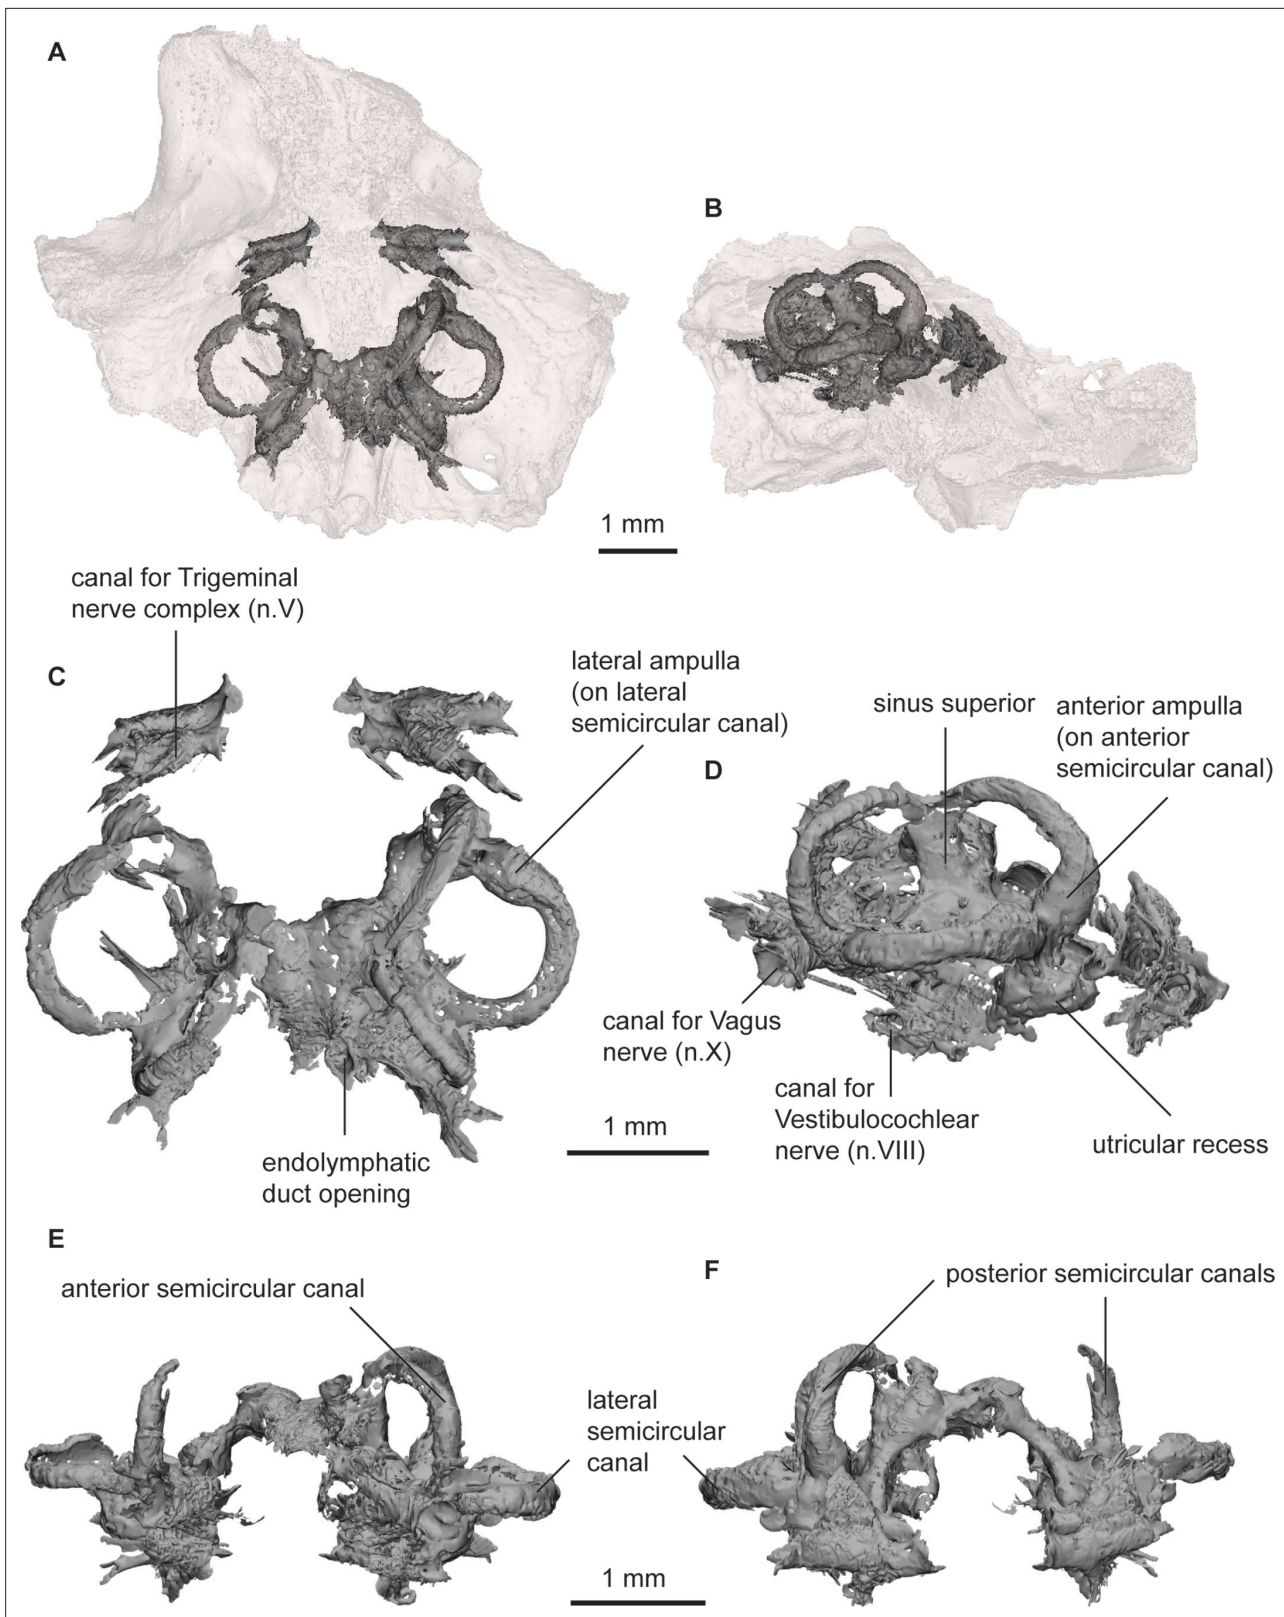 A
B
1 mm
canal for Trigeminal
nerve complex (n.V)
C
lateral ampulla
(on lateral
semicircular canal)
sinus superior
anterior ampulla
(on anterior
semicircular canal)
D
canal for Vagus
nerve (n.X)
canal for
Vestibulocochlear
nerve (n.VIII)
utricular recess
1 mm
endolymphatic
duct opening
E
anterior semicircular canal
F
posterior semicircular canals
lateral
semicircular
canal
1 mm